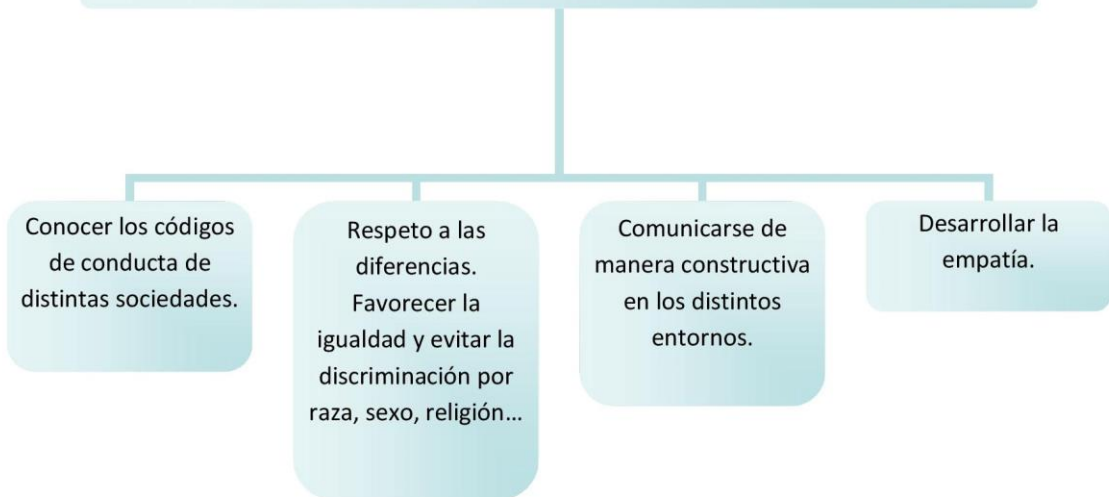 Conocer los códigos
de conducta de
distintas sociedades.
Respeto a las
diferencias.
Favorecer la
igualdad y evitar la
discriminación por
raza, sexo, religión…
Comunicarse de
manera constructiva
en los distintos
entornos.
Desarrollar la
empatía.